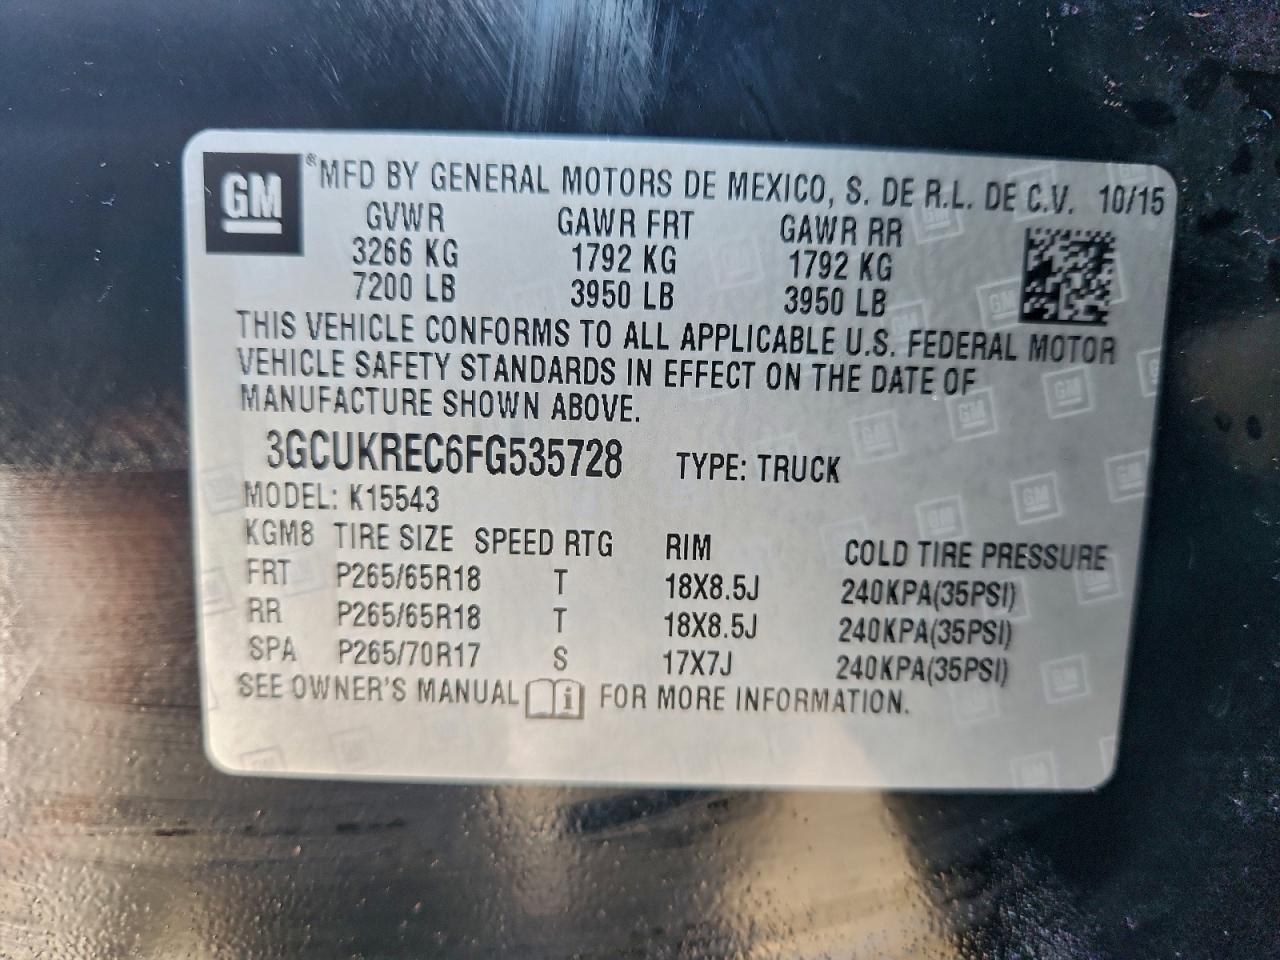 GM ® MFD BY GENERAL MOTORS DE MEXICO, S. DE R.L. DE C.V. 10/15
GVWR GAWR FRT GAWR RR
3266 KG 1792 KG 1792 KG
7200 LB 3950 LB 3950 LB
THIS VEHICLE CONFORMS TO ALL APPLICABLE U.S. FEDERAL MOTOR
VEHICLE SAFETY STANDARDS IN EFFECT ON THE DATE OF
MANUFACTURE SHOWN ABOVE.
3GCUKREC6FG535728 TYPE: TRUCK
MODEL: K15543
KGM8 TIRE SIZE SPEED RTG RIM COLD TIRE PRESSURE
FRT P265/65R18 T 18X8.5J 240KPA(35PSI)
RR P265/65R18 T 18X8.5J 240KPA(35PSI)
SPA P265/70R17 S 17X7J 240KPA(35PSI)
SEE OWNER'S MANUAL FOR MORE INFORMATION.